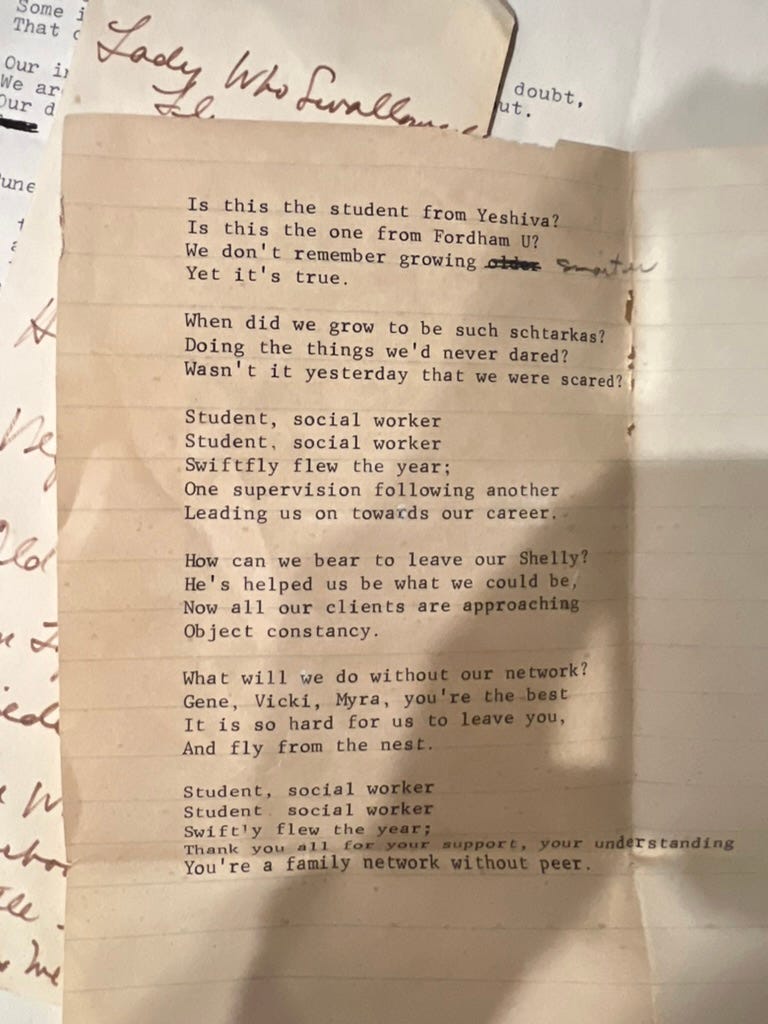 Some
That
Our
We
Our d
doubt,
ut.
Lady Who
Is this the student from Yeshiva?
Is this the one from Fordham U?
We don't remember growing older smarter
Yet it's true.
When did we grow to be such schtarkas?
Doing the things we'd never dared?
Wasn't it yesterday that we were scared?
Student, social worker
Student, social worker
Swiftfly flew the year;
One supervision following another
Leading us on towards our career.
How can we bear to leave our Shelly?
He's helped us be what we could be,
Now all our clients are approaching
Object constancy.
What will we do without our network?
Gene, Vicki, Myra, you're the best
It is so hard for us to leave you,
And fly from the nest.
Student, social worker
Student social worker
Swift'y flew the year;
Thank you all for your support, your understanding
You're a family network without peer.